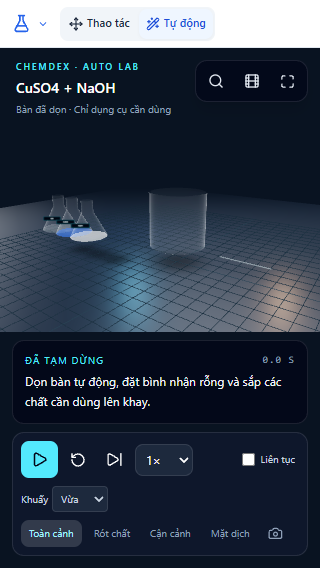 Thao tác
Tự động
CHEMDEX · AUTO LAB
CuSO4 + NaOH
Bàn đã dọn · Chỉ dụng cụ cần dùng
ĐÃ TẠM DỪNG
0.0 S
Dọn bàn tự động, đặt bình nhận rỗng và sắp các
chất cần dùng lên khay.
1×
Liên tục
Khuấy
Vừa
Toàn cảnh
Rót chất
Cận cảnh
Mặt dịch